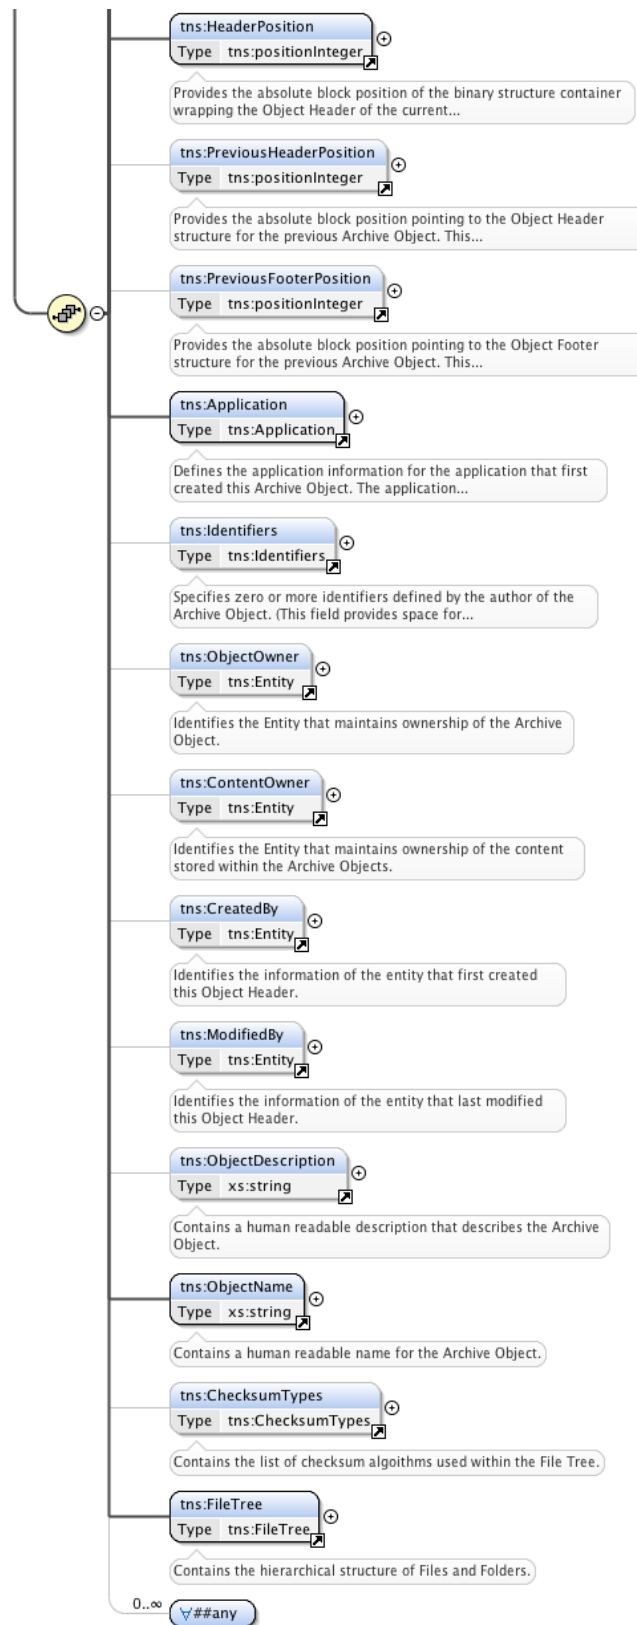 tns:HeaderPosition
Type tns:positionInteger
Provides the absolute block position of the binary structure container
wrapping the Object Header of the current...
tns:PreviousHeaderPosition
Type tns:positionInteger
Provides the absolute block position pointing to the Object Header
structure for the previous Archive Object. This...
tns:PreviousFooterPosition
Type tns:positionInteger
Provides the absolute block position pointing to the Object Footer
structure for the previous Archive Object. This...
tns:Application
Type tns:Application
Defines the application information for the application that first
created this Archive Object. The application...
tns:Identifiers
Type tns:Identifiers
Specifies zero or more identifiers defined by the author of the
Archive Object. (This field provides space for...
tns:ObjectOwner
Type tns:Entity
Identifies the Entity that maintains ownership of the Archive
Object.
tns:ContentOwner
Type tns:Entity
Identifies the Entity that maintains ownership of the content
stored within the Archive Objects.
tns:CreatedBy
Type tns:Entity
Identifies the information of the entity that first created
this Object Header.
tns:ModifiedBy
Type tns:Entity
Identifies the information of the entity that last modified
this Object Header.
tns:ObjectDescription
Type xs:string
Contains a human readable description that describes the Archive
Object.
tns:ObjectName
Type xs:string
Contains a human readable name for the Archive Object.
tns:ChecksumTypes
Type tns:ChecksumTypes
Contains the list of checksum algoithms used within the File Tree.
tns:FileTree
Type tns:FileTree
Contains the hierarchical structure of Files and Folders.
0..∞
∀##any